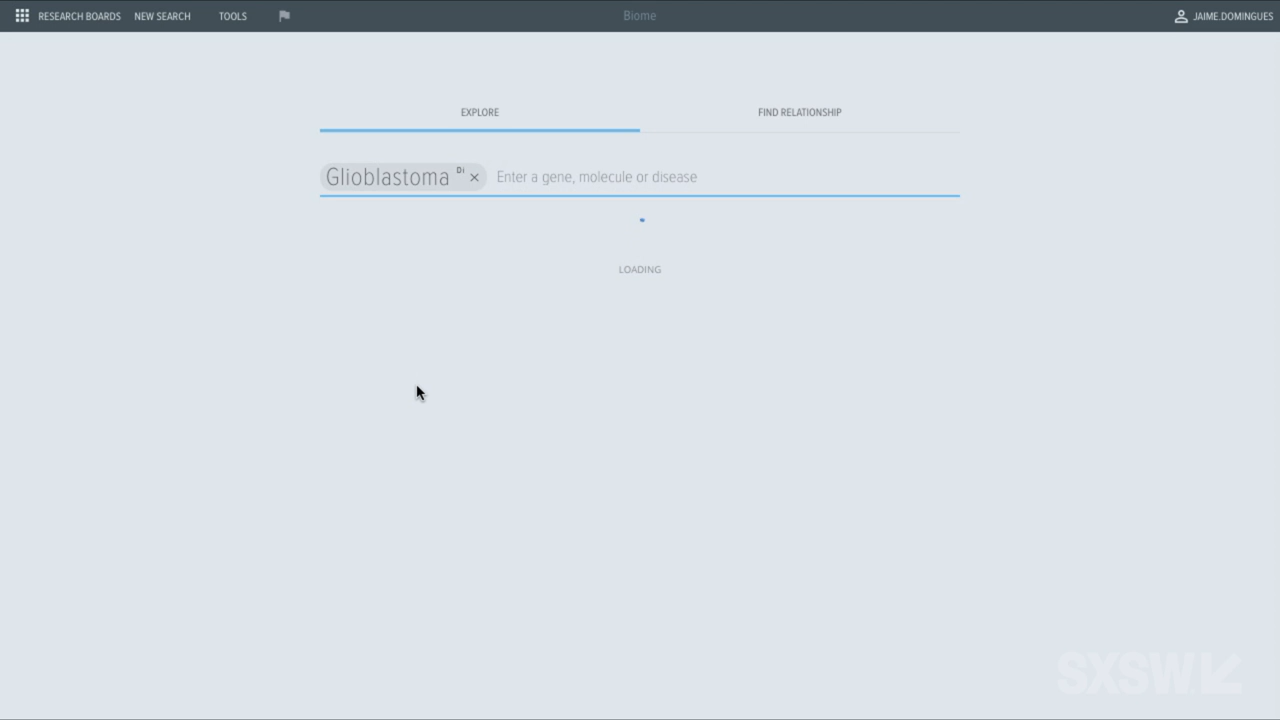 RESEARCH BOARDS NEW SEARCH TOOLS Biome JAIME.DOMINGUES
EXPLORE FIND RELATIONSHIP
Glioblastoma Di × Enter a gene, molecule or disease
LOADING
SXSW